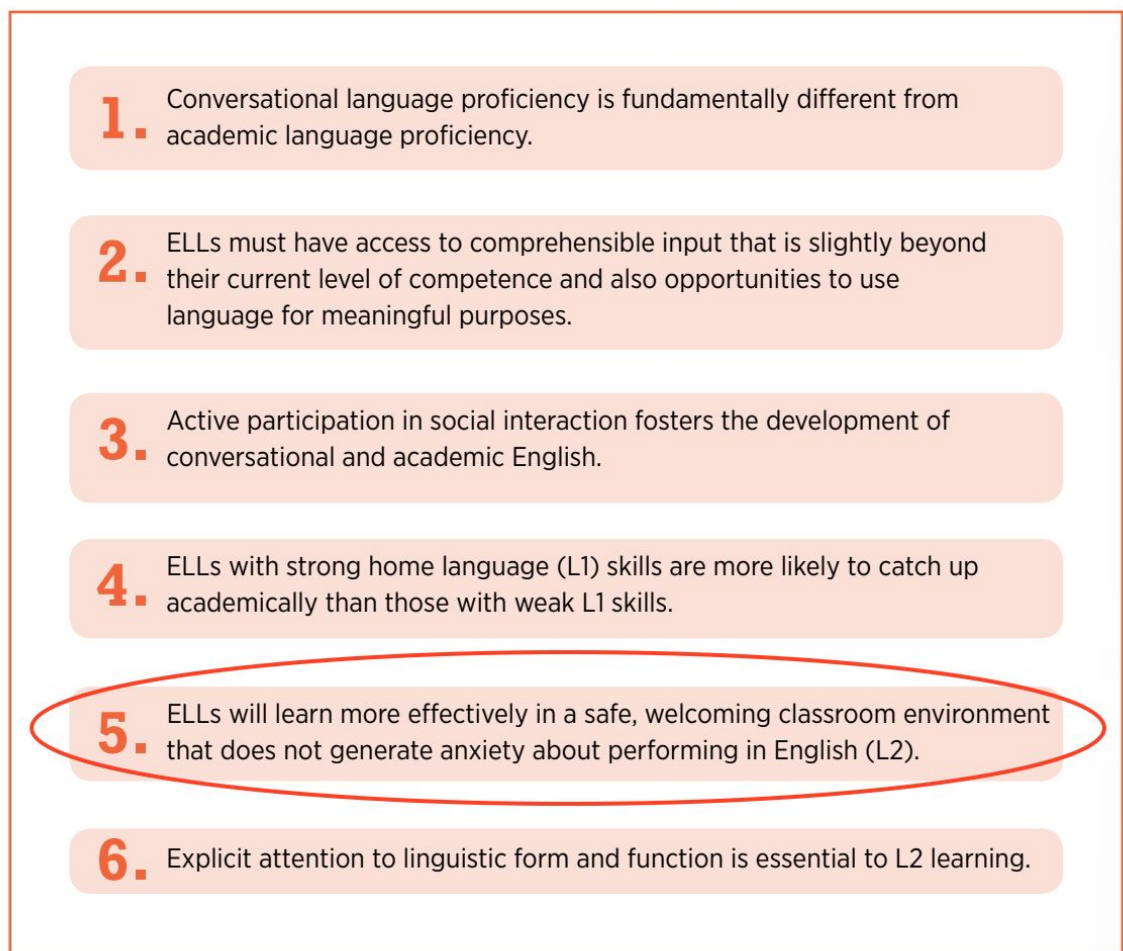 1. Conversational language proficiency is fundamentally different from
academic language proficiency.
2. ELLs must have access to comprehensible input that is slightly beyond
their current level of competence and also opportunities to use
language for meaningful purposes.
3. Active participation in social interaction fosters the development of
conversational and academic English.
4. ELLs with strong home language (L1) skills are more likely to catch up
academically than those with weak L1 skills.
5. ELLs will learn more effectively in a safe, welcoming classroom environment
that does not generate anxiety about performing in English (L2).
6. Explicit attention to linguistic form and function is essential to L2 learning.